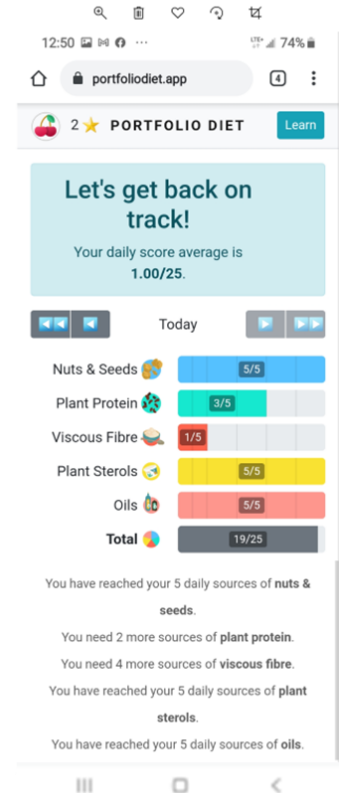 12:50 ... LTE+ 74%
portfoliodiet.app 4
2 PORTFOLIO DIET Learn
Let's get back on
track!
Your daily score average is
1.00/25.
Today
Nuts & Seeds 5/5
Plant Protein 3/5
Viscous Fibre 1/5
Plant Sterols 5/5
Oils 5/5
Total 19/25
You have reached your 5 daily sources of nuts &
seeds.
You need 2 more sources of plant protein.
You need 4 more sources of viscous fibre.
You have reached your 5 daily sources of plant
sterols.
You have reached your 5 daily sources of oils.